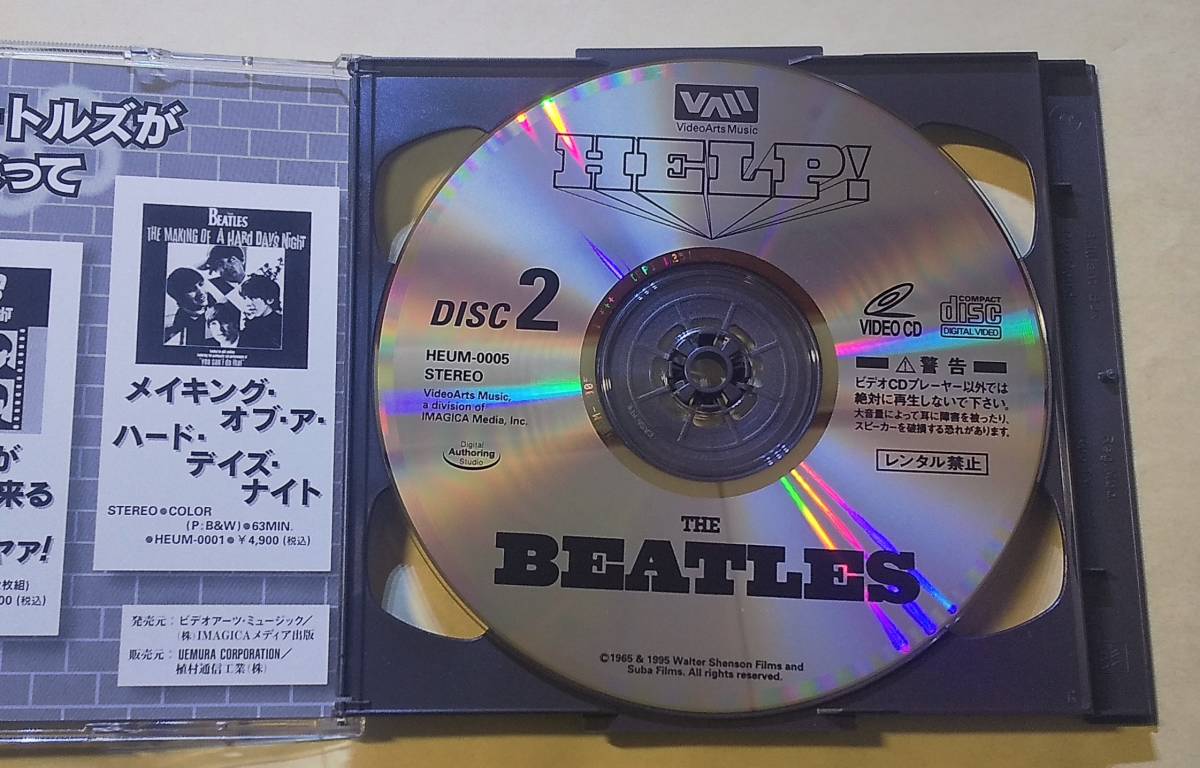 ートルズが
って
BEATLES
THE MAKING OF A HARD DAYS NIGHT
"you can't do that"
メイキング・
オブ・ア・
ハード・
デイズ・
ナイト
STEREO●COLOR
(P:B&W)●63MIN.
●HEUM-0001●¥4,900(税込)
が
来る
ァ!
枚組)
00(税込)
発売元:ビデオアーツ・ミュージック/
(株)IMAGICAメディア出版
販売元:UEMURA CORPORATION/
植村通信工業(株)
VideoArts Music
HELP!
DISC 2
HEUM-0005
STEREO
VideoArts Music,
a division of
IMAGICA Media, Inc.
Digital
Authoring
Studio
VIDEO CD
COMPACT
disc
DIGITAL VIDEO
⚠警告
ビデオCDプレーヤー以外では
絶対に再生しないで下さい。
大音量によって耳に障害を被ったり、
スピーカーを破損する恐れがあります。
レンタル禁止
THE
BEATLES
©1965 & 1995 Walter Shenson Films and
Suba Films. All rights reserved.